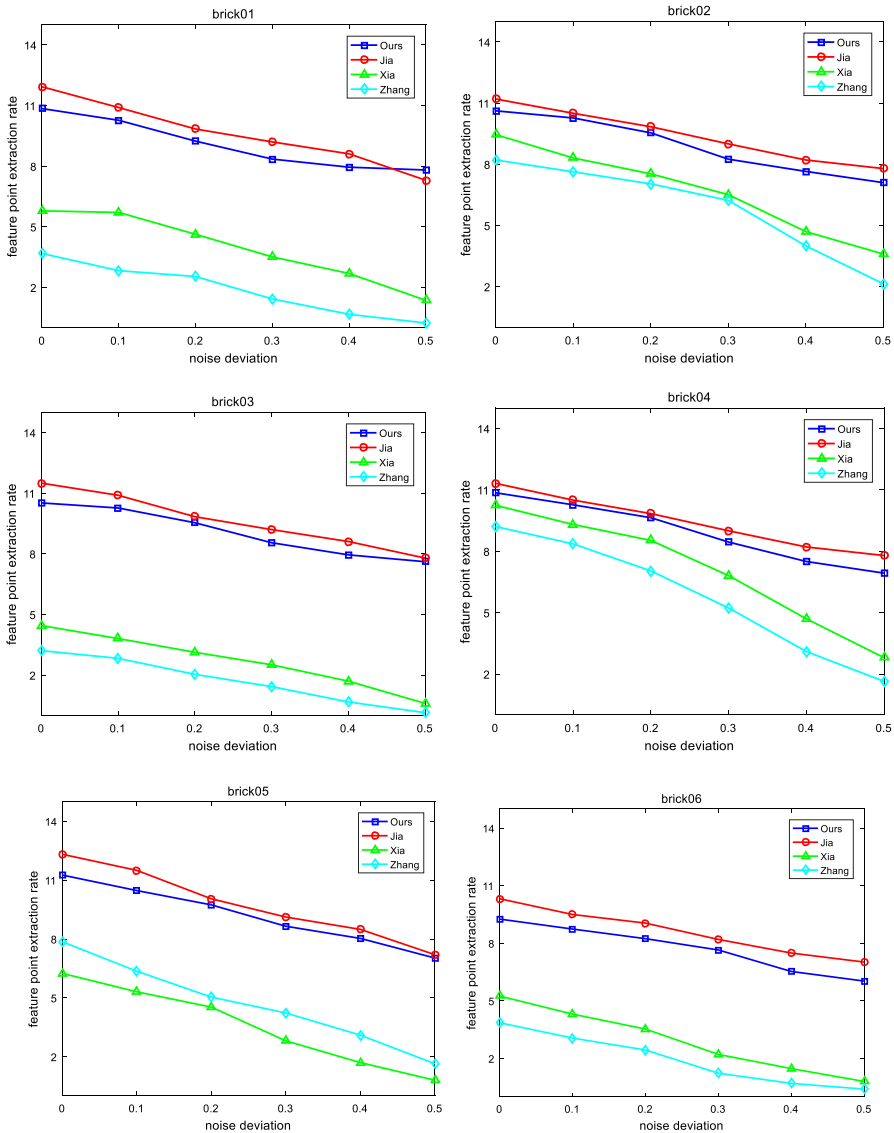 brick01
15
11
8
5
2
feature point extraction rate
Ours
Jia
Xia
Zhang
0 0.1 0.2 0.3 0.4 0.5
noise deviation
brick02
14
11
8
5
2
feature point extraction rate
Ours
Jia
Xia
Zhang
0 0.1 0.2 0.3 0.4 0.5
noise deviation
brick03
14
11
8
5
2
feature point extraction rate
Ours
Jia
Xia
Zhang
0 0.1 0.2 0.3 0.4 0.5
noise deviation
brick04
14
11
8
5
2
feature point extraction rate
Ours
Jia
Xia
Zhang
0 0.1 0.2 0.3 0.4 0.5
noise deviation
brick05
14
11
8
5
2
feature point extraction rate
Ours
Jia
Xia
Zhang
0 0.1 0.2 0.3 0.4 0.5
noise deviation
brick06
14
11
8
5
2
feature point extraction rate
Ours
Jia
Xia
Zhang
0 0.1 0.2 0.3 0.4 0.5
noise deviation